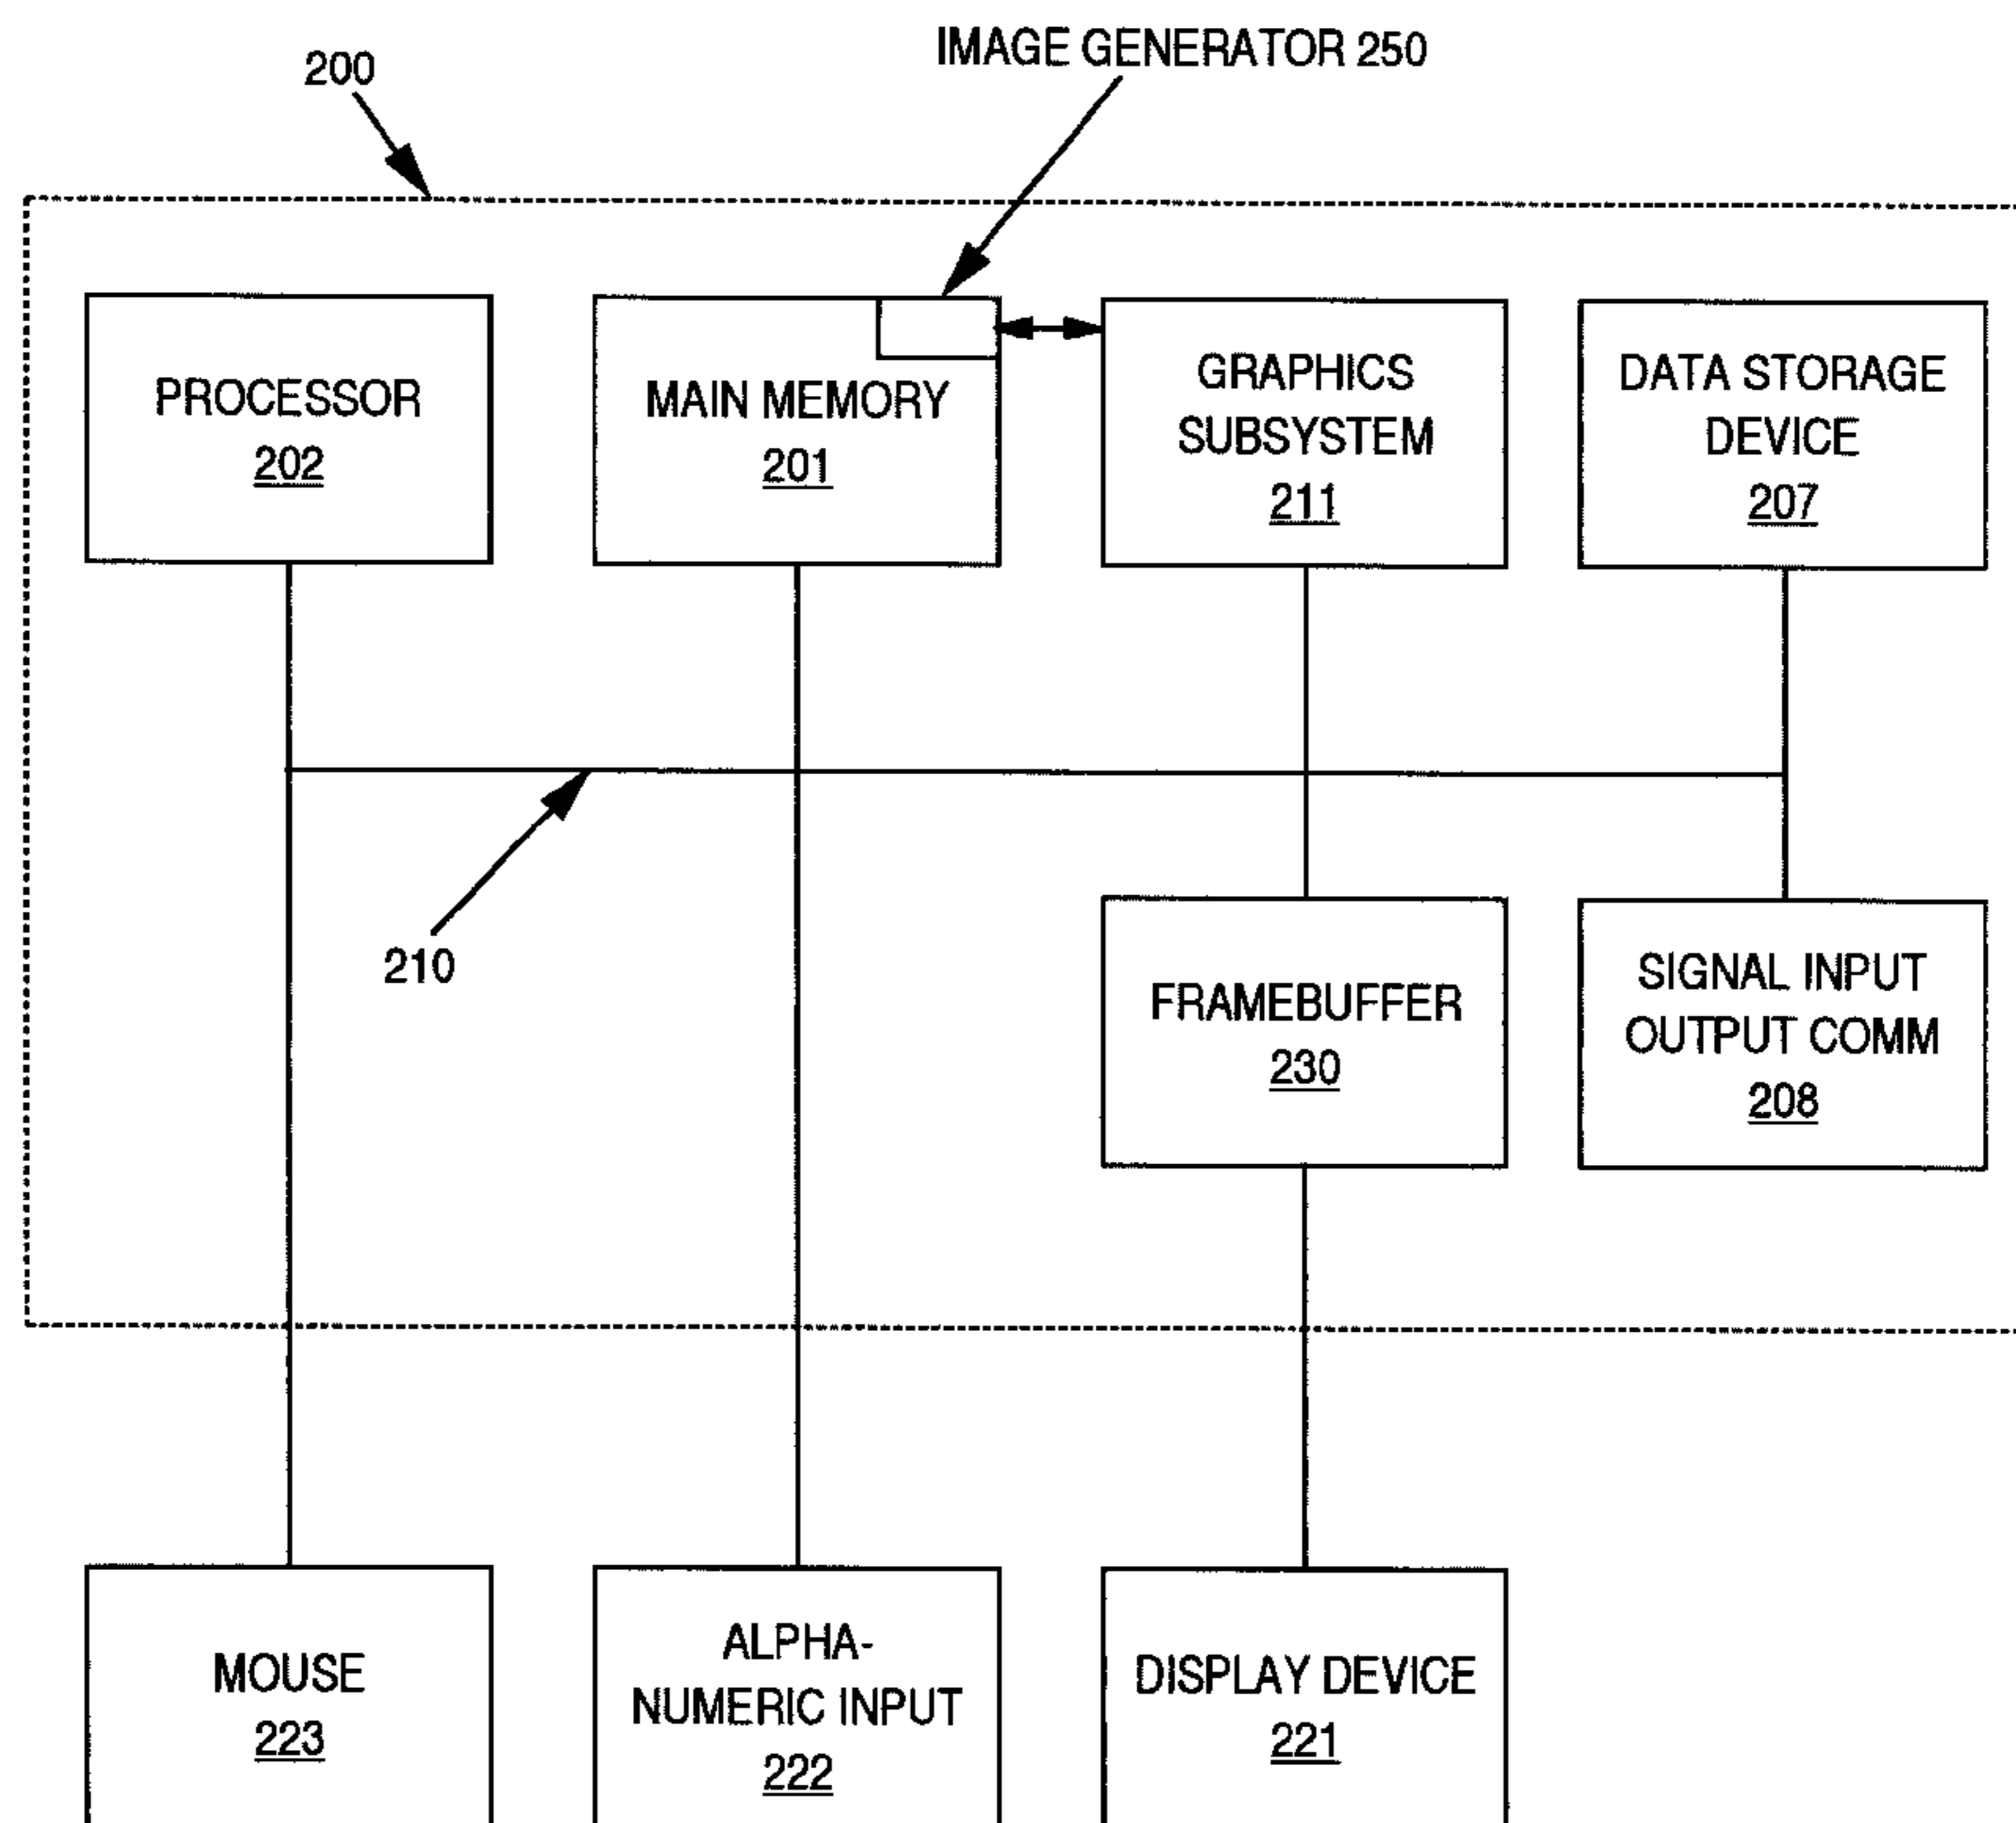 200
IMAGE GENERATOR 250
PROCESSOR
202
MAIN MEMORY
201
GRAPHICS
SUBSYSTEM
211
DATA STORAGE
DEVICE
207
210
FRAMEBUFFER
230
SIGNAL INPUT
OUTPUT COMM
208
MOUSE
223
ALPHA-
NUMERIC INPUT
222
DISPLAY DEVICE
221